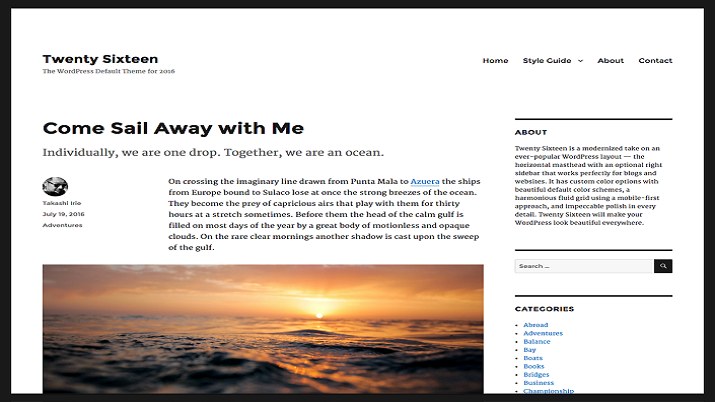 Twenty Sixteen
The WordPress Default Theme for 2016
Home Style Guide About Contact
Come Sail Away with Me
Individually, we are one drop. Together, we are an ocean.
Takashi Irie
July 19, 2016
Adventures
On crossing the imaginary line drawn from Punta Mala to Azuera the ships
from Europe bound to Sulaco lose at once the strong breezes of the ocean.
They become the prey of capricious airs that play with them for thirty
hours at a stretch sometimes. Before them the head of the calm gulf is
filled on most days of the year by a great body of motionless and opaque
clouds. On the rare clear mornings another shadow is cast upon the sweep
of the gulf.
ABOUT
Twenty Sixteen is a modernized take on an
ever-popular WordPress layout — the
horizontal masthead with an optional right
sidebar that works perfectly for blogs and
websites. It has custom color options with
beautiful default color schemes, a
harmonious fluid grid using a mobile-first
approach, and impeccable polish in every
detail. Twenty Sixteen will make your
WordPress look beautiful everywhere.
Search ...
CATEGORIES
Abroad
Adventures
Balance
Bay
Boats
Books
Bridges
Business
Championship